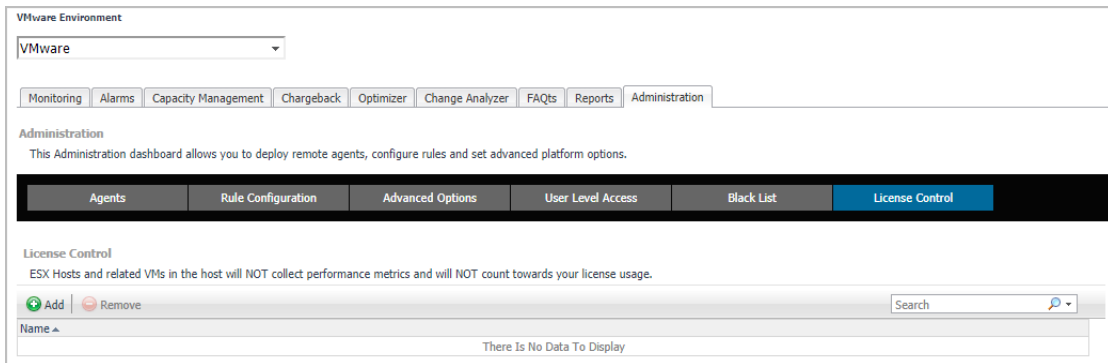 VMware Environment
VMware
Monitoring Alarms Capacity Management Chargeback Optimizer Change Analyzer FAQts Reports Administration
Administration
This Administration dashboard allows you to deploy remote agents, configure rules and set advanced platform options.
Agents Rule Configuration Advanced Options User Level Access Black List License Control
License Control
ESX Hosts and related VMs in the host will NOT collect performance metrics and will NOT count towards your license usage.
Add Remove Search
Name
There Is No Data To Display